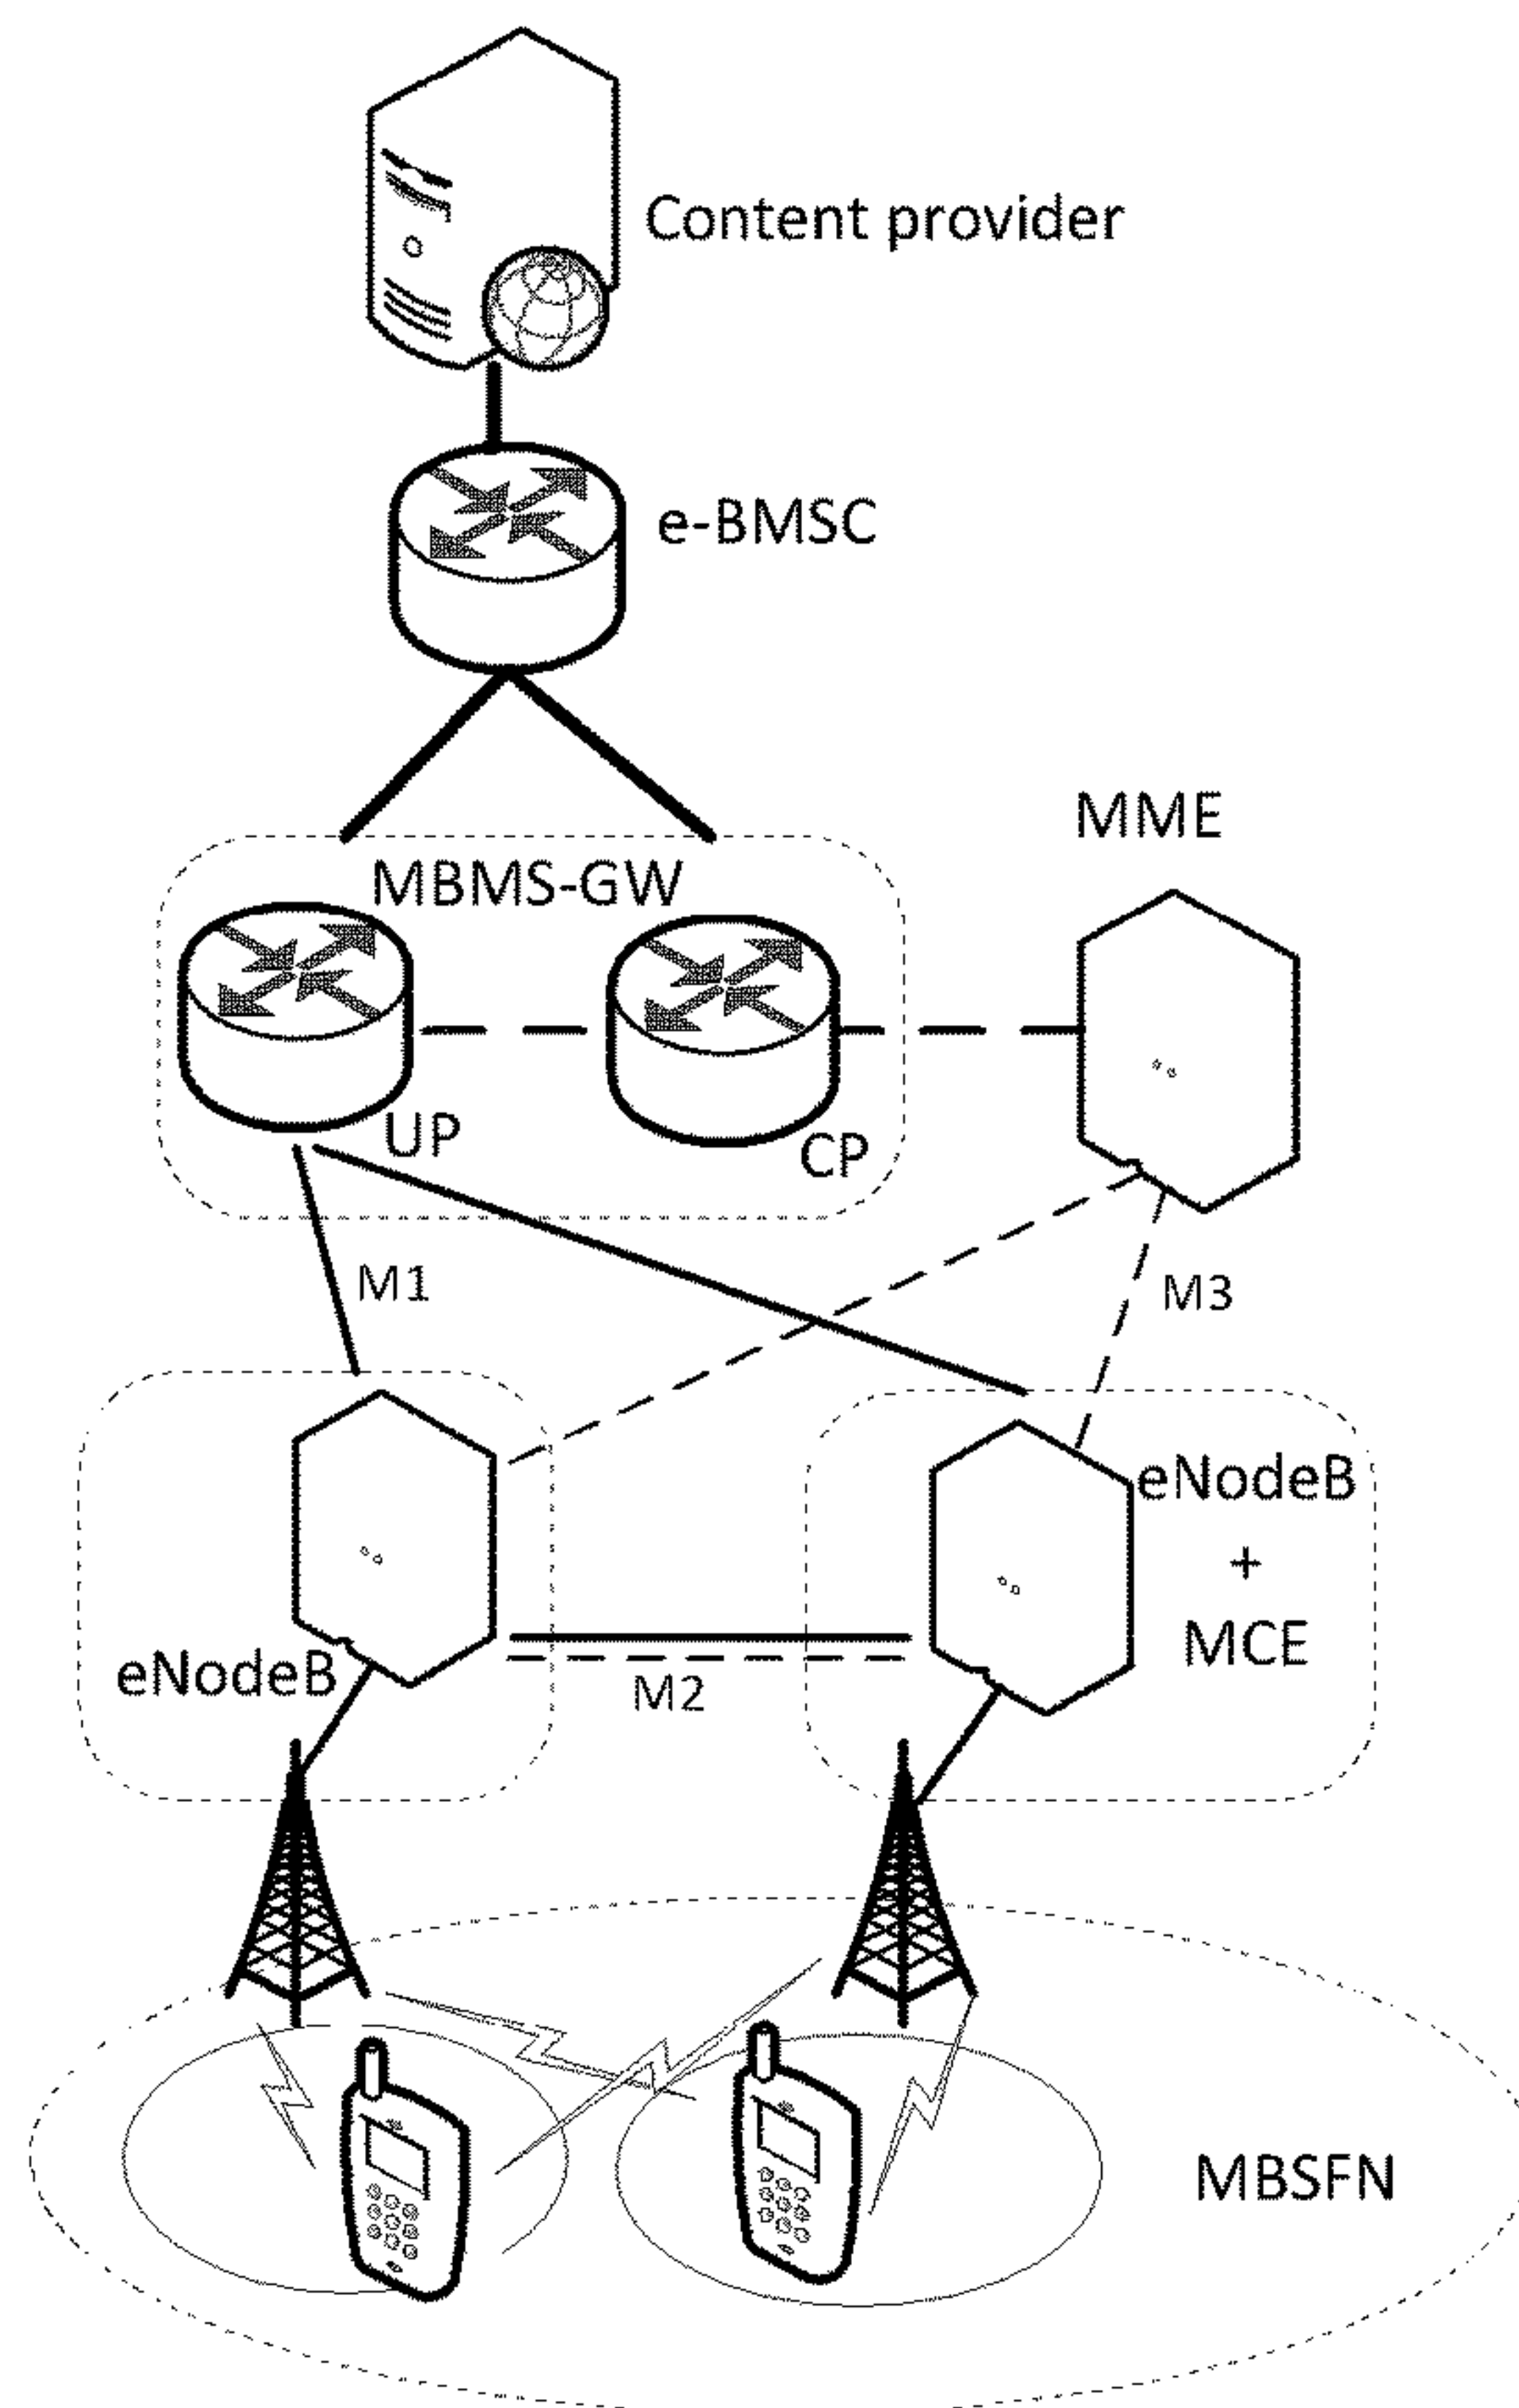 Content provider
e-BMSC
MME
MBMS-GW
UP
CP
M1
M3
eNodeB
+
MCE
eNodeB
M2
MBSFN